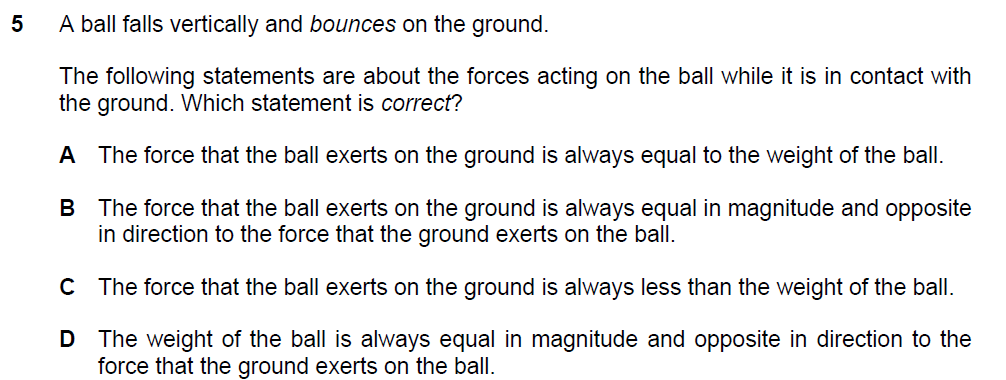 5 A ball falls vertically and bounces on the ground.
The following statements are about the forces acting on the ball while it is in contact with
the ground. Which statement is correct?
A The force that the ball exerts on the ground is always equal to the weight of the ball.
B The force that the ball exerts on the ground is always equal in magnitude and opposite
in direction to the force that the ground exerts on the ball.
C The force that the ball exerts on the ground is always less than the weight of the ball.
D The weight of the ball is always equal in magnitude and opposite in direction to the
force that the ground exerts on the ball.